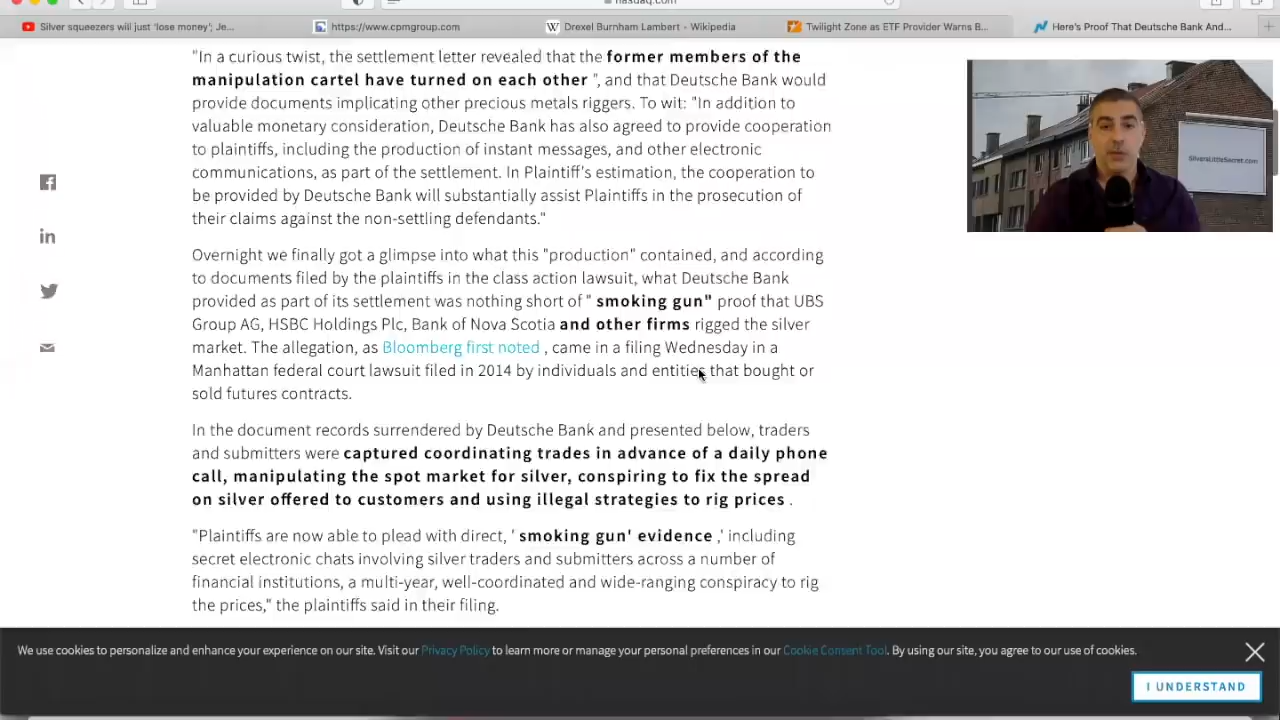 nasdaq.com
Silver squeezers will just 'lose money'; Je...
https://www.cpmgroup.com
Drexel Burnham Lambert - Wikipedia
Twilight Zone as ETF Provider Warns B...
Here's Proof That Deutsche Bank And...
"In a curious twist, the settlement letter revealed that the former members of the
manipulation cartel have turned on each other ", and that Deutsche Bank would
provide documents implicating other precious metals riggers. To wit: "In addition to
valuable monetary consideration, Deutsche Bank has also agreed to provide cooperation
to plaintiffs, including the production of instant messages, and other electronic
communications, as part of the settlement. In Plaintiff's estimation, the cooperation to
be provided by Deutsche Bank will substantially assist Plaintiffs in the prosecution of
their claims against the non-settling defendants."
SilversLittleSecret.com
Overnight we finally got a glimpse into what this "production" contained, and according
to documents filed by the plaintiffs in the class action lawsuit, what Deutsche Bank
provided as part of its settlement was nothing short of " smoking gun" proof that UBS
Group AG, HSBC Holdings Plc, Bank of Nova Scotia and other firms rigged the silver
market. The allegation, as Bloomberg first noted , came in a filing Wednesday in a
Manhattan federal court lawsuit filed in 2014 by individuals and entities that bought or
sold futures contracts.
In the document records surrendered by Deutsche Bank and presented below, traders
and submitters were captured coordinating trades in advance of a daily phone
call, manipulating the spot market for silver, conspiring to fix the spread
on silver offered to customers and using illegal strategies to rig prices .
"Plaintiffs are now able to plead with direct, ' smoking gun' evidence ,' including
secret electronic chats involving silver traders and submitters across a number of
financial institutions, a multi-year, well-coordinated and wide-ranging conspiracy to rig
the prices," the plaintiffs said in their filing.
We use cookies to personalize and enhance your experience on our site. Visit our Privacy Policy to learn more or manage your personal preferences in our Cookie Consent Tool. By using our site, you agree to our use of cookies.
I UNDERSTAND